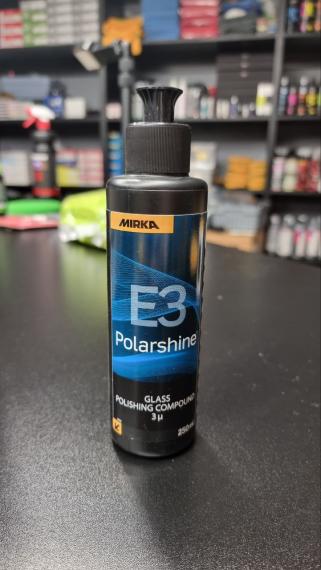 MIRKA
E3
Polarshine
GLASS
POLISHING COMPOUND
3 µ
250 ml